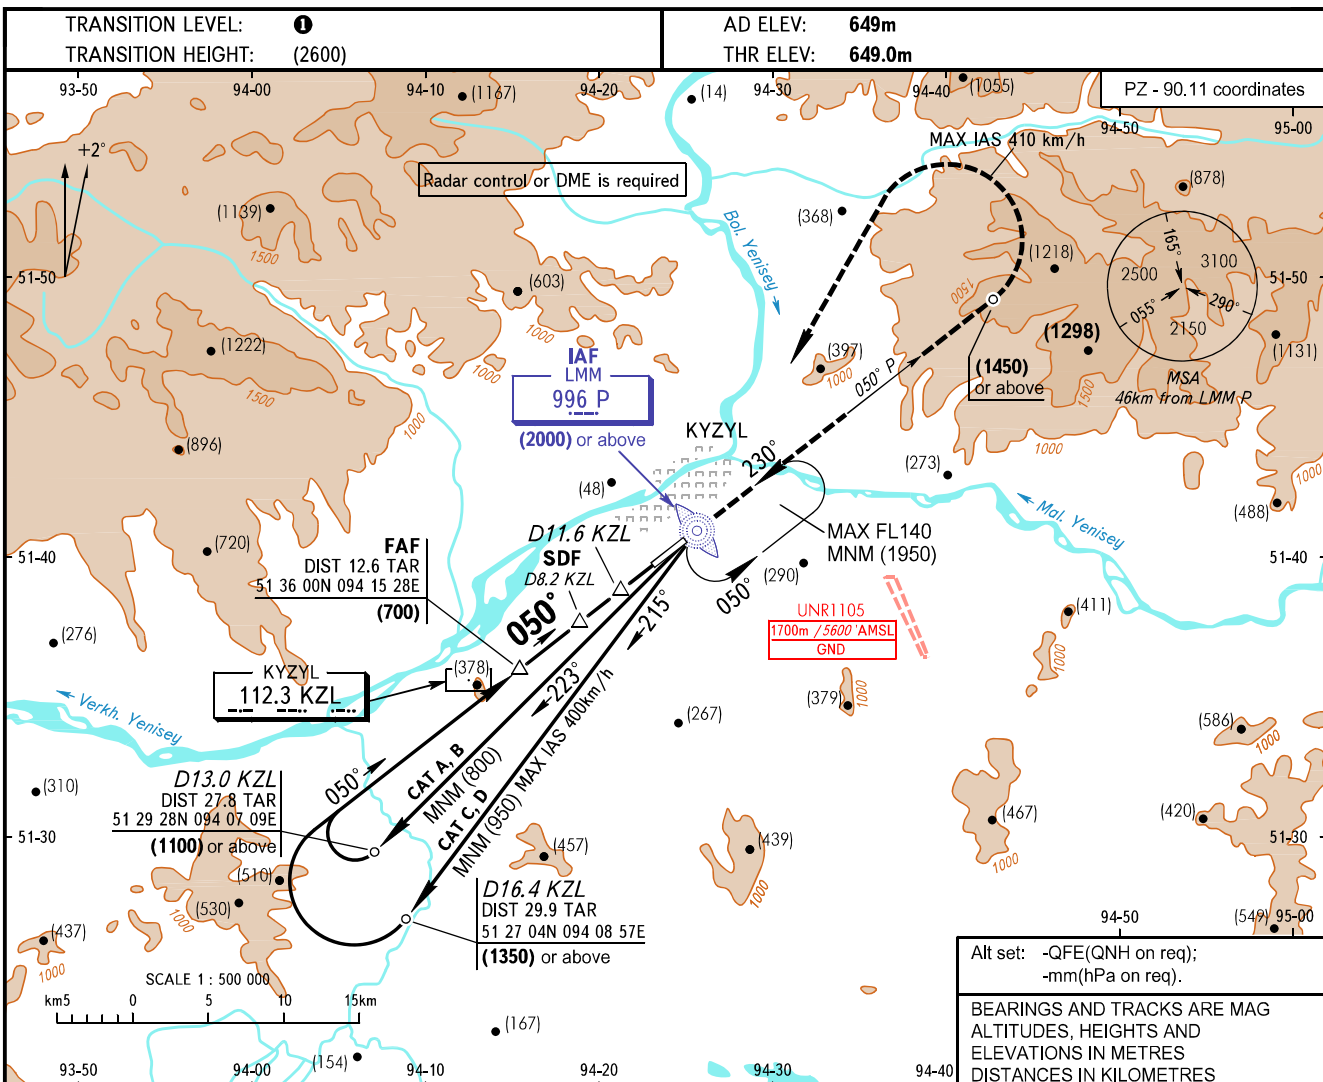 TRANSITION LEVEL: ❶
TRANSITION HEIGHT: (2600)
AD ELEV: 649m
THR ELEV: 649.0m
93-50
94-00
94-10
94-20
94-30
94-40
94-50
95-00
PZ - 90.11 coordinates
(1167)
(14)
(1055)
+2°
Radar control or DME is required
MAX IAS 410 km/h
(878)
(1139)
1500
(368)
Bol. Yenisey
165°
2500
3100
055°
290°
2150
MSA
46km from LMM P
(1218)
1500
51-50
51-50
(603)
1000
(1222)
1500
1000
1000
(1298)
1500
(1131)
(397)
1000
050° P
(1450)
or above
IAF
LMM
996 P
(2000) or above
KYZYL
230°
(896)
(48)
(273)
1000
1000
(488)
Mal. Yenisey
MAX FL140
MNM (1950)
(720)
51-40
51-40
FAF
DIST 12.6 TAR
51 36 00N 094 15 28E
(700)
D11.6 KZL
SDF
D8.2 KZL
050°
050°
(290)
215°
UNR1105
1700m / 5600 'AMSL
GND
(411)
1000
(276)
KYZYL
112.3 KZL
(378)
223°
(379)
1000
(267)
(586)
1000
Verkh. Yenisey
050°
CAT A, B
MNM (800)
CAT C, D
MNM (950) MAX IAS 400km/h
(310)
D13.0 KZL
DIST 27.8 TAR
51 29 28N 094 07 09E
(1100) or above
(467)
1000
(420)
51-30
51-30
(457)
1000
(439)
1000
(510)
(530)
1000
D16.4 KZL
DIST 29.9 TAR
51 27 04N 094 08 57E
(1350) or above
(437)
1000
94-50
(549)
95-00
SCALE 1 : 500 000
km5 0 5 10 15km
(167)
(154)
93-50
94-00
94-10
94-20
94-30
94-40
Alt set: -QFE(QNH on req);
-mm(hPa on req).
BEARINGS AND TRACKS ARE MAG
ALTITUDES, HEIGHTS AND
ELEVATIONS IN METRES
DISTANCES IN KILOMETRES